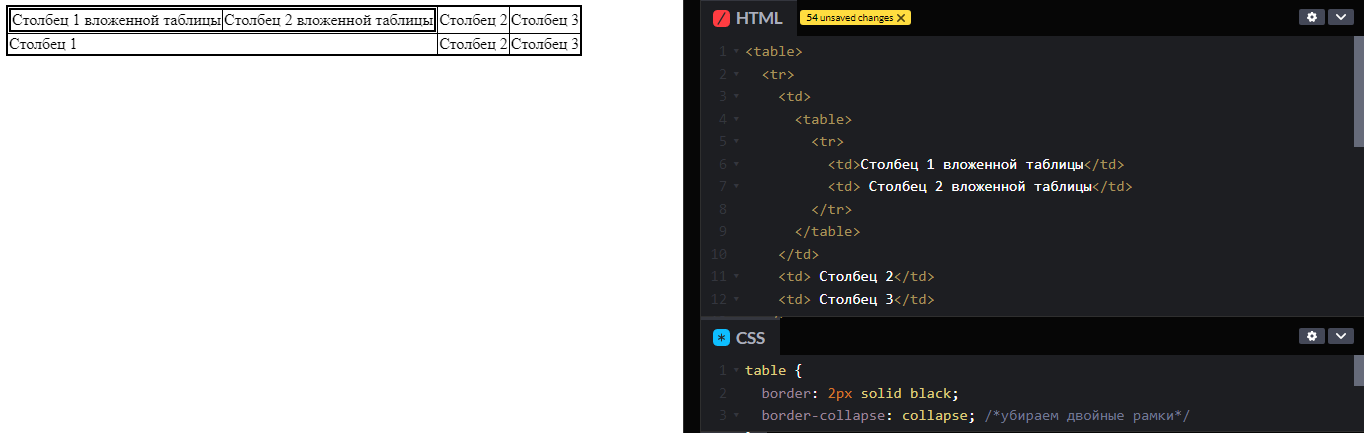 Столбец 1 вложенной таблицы Столбец 2 вложенной таблицы Столбец 2 Столбец 3
Столбец 1 Столбец 2 Столбец 3
HTML 54 unsaved changes
1 <table>
2 <tr>
3 <td>
4 <table>
5 <tr>
6 <td>Столбец 1 вложенной таблицы</td>
7 <td> Столбец 2 вложенной таблицы</td>
8 </tr>
9 </table>
10 </td>
11 <td> Столбец 2</td>
12 <td> Столбец 3</td>
CSS
1 table {
2 border: 2px solid black;
3 border-collapse: collapse; /*убираем двойные рамки*/